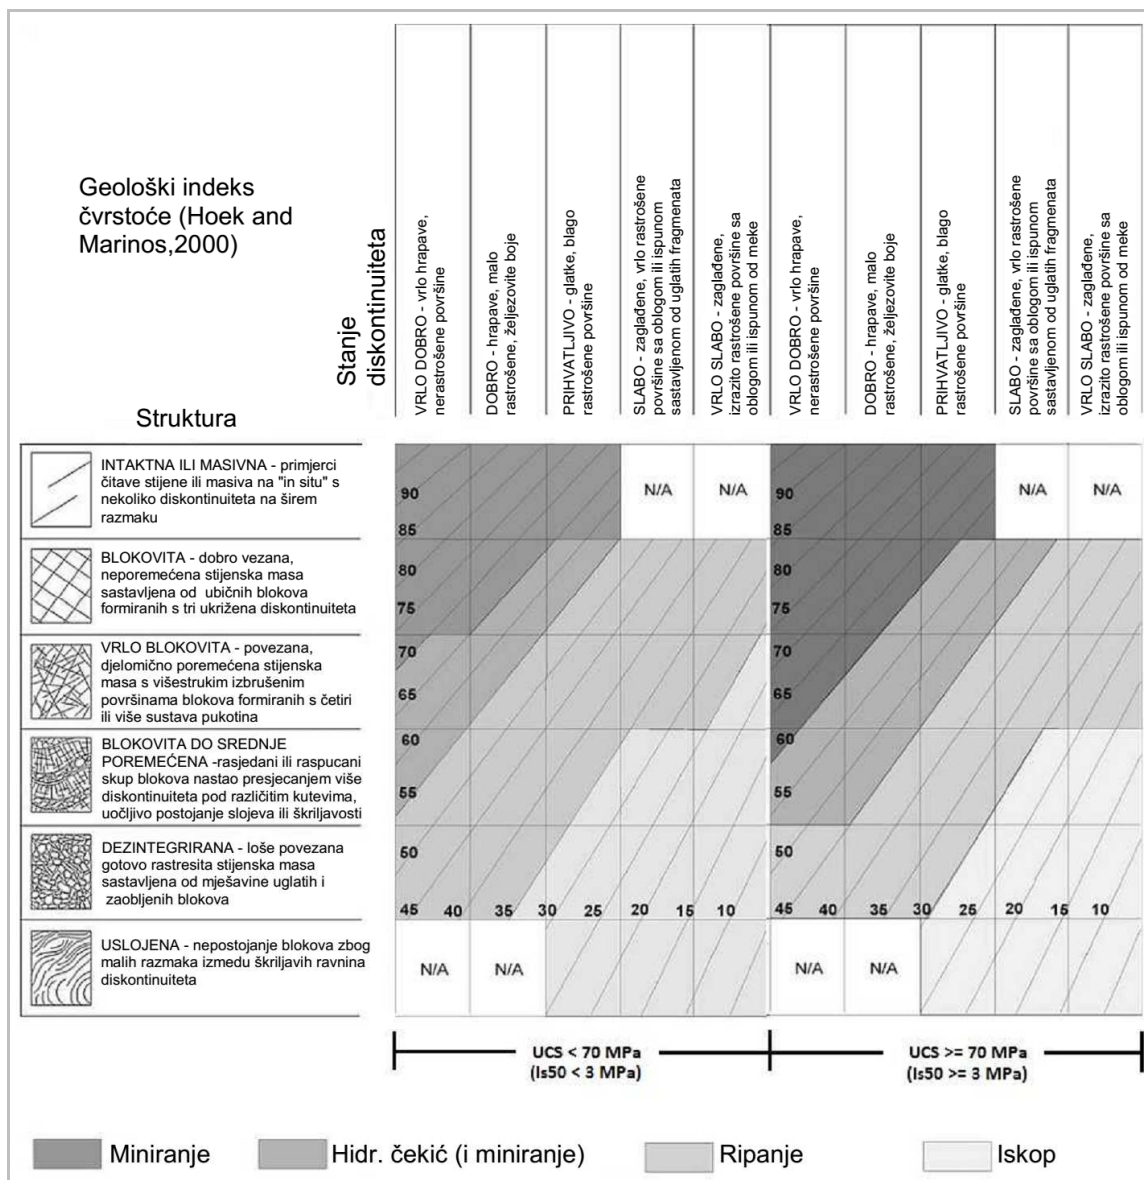 Geološki indeks
čvrstoće (Hoek and
Marinos,2000)
Stanje
diskontinuiteta
VRLO DOBRO - vrlo hrapave,
nerastrošene površine
DOBRO - hrapave, malo
rastrošene, željezovite boje
PRIHVATLJIVO - glatke, blago
rastrošene površine
SLABO - zaglađene, vrlo rastrošene
površine sa oblogom ili ispunom
sastavljenom od uglatih fragmenata
VRLO SLABO - zaglađene,
izrazito rastrošene površine sa
oblogom ili ispunom od meke
VRLO DOBRO - vrlo hrapave,
nerastrošene površine
DOBRO - hrapave, malo
rastrošene, željezovite boje
PRIHVATLJIVO - glatke, blago
rastrošene površine
SLABO - zaglađene, vrlo rastrošene
površine sa oblogom ili ispunom
sastavljenom od uglatih fragmenata
VRLO SLABO - zaglađene,
izrazito rastrošene površine sa
oblogom ili ispunom od meke
Struktura
INTAKTNA ILI MASIVNA - primjerci
čitave stijene ili masiva na "in situ" s
nekoliko diskontinuiteta na širem
razmaku
90
N/A N/A
90
N/A N/A
85
85
BLOKOVITA - dobro vezana,
neporemećena stijenska masa
sastavljena od ubičnih blokova
formiranih s tri ukrižena diskontinuiteta
80
80
75
75
VRLO BLOKOVITA - povezana,
djelomično poremećena stijenska
masa s višestrukim izbrušenim
površinama blokova formiranih s četiri
ili više sustava pukotina
70
70
65
65
BLOKOVITA DO SREDNJE
POREMEĆENA -rasjedani ili raspucani
skup blokova nastao presjecanjem više
diskontinuiteta pod različitim kutevima,
uočljivo postojanje slojeva ili škriljavosti
60
60
55
55
DEZINTEGRIRANA - loše povezana
gotovo rastresita stijenska masa
sastavljena od mješavine uglatih i
zaobljenih blokova
50
50
45 40 35 30 25 20 15 10
45 40 35 30 25 20 15 10
USLOJENA - nepostojanje blokova zbog
malih razmaka između škriljavih ravnina
diskontinuiteta
N/A N/A
N/A N/A
UCS < 70 MPa
(Is50 < 3 MPa)
UCS >= 70 MPa
(Is50 >= 3 MPa)
Miniranje
Hidr. čekić (i miniranje)
Ripanje
Iskop